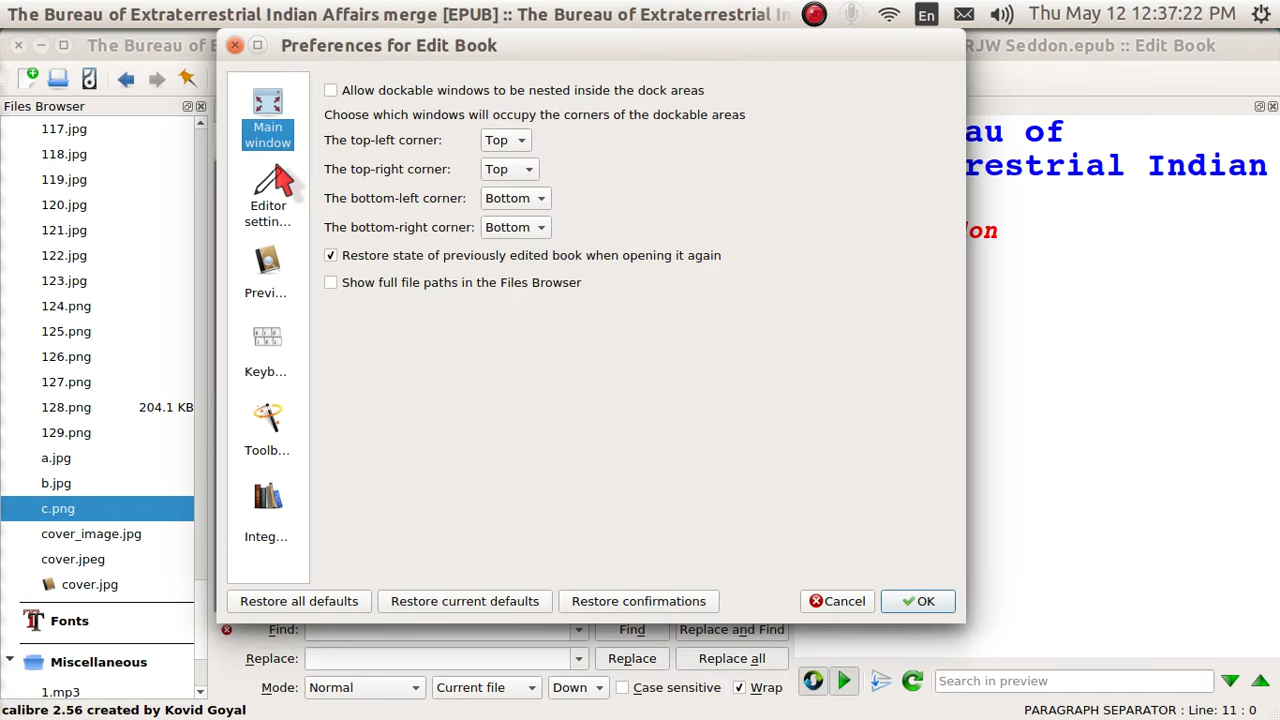 The Bureau of Extraterrestrial Indian Affairs merge [EPUB] :: The Bureau of Extraterrestrial In
En
Thu May 12 12:37:22 PM
The Bureau of E
RJW Seddon.epub :: Edit Book
Preferences for Edit Book
Files Browser
117.jpg
118.jpg
119.jpg
120.jpg
121.jpg
122.jpg
123.jpg
124.png
125.png
126.png
127.png
128.png 204.1 KB
129.png
a.jpg
b.jpg
c.png
cover_image.jpg
cover.jpeg
cover.jpg
Fonts
Miscellaneous
1.mp3
Main
window
Editor
settin...
Previ...
Keyb...
Toolb...
Integ...
Allow dockable windows to be nested inside the dock areas
Choose which windows will occupy the corners of the dockable areas
The top-left corner: Top
The top-right corner: Top
The bottom-left corner: Bottom
The bottom-right corner: Bottom
Restore state of previously edited book when opening it again
Show full file paths in the Files Browser
Restore all defaults Restore current defaults Restore confirmations Cancel OK
au of
restrial Indian
on
Find: Find Replace and Find
Replace: Replace Replace all
Mode: Normal Current file Down Case sensitive Wrap
Search in preview
calibre 2.56 created by Kovid Goyal
PARAGRAPH SEPARATOR : Line: 11 : 0